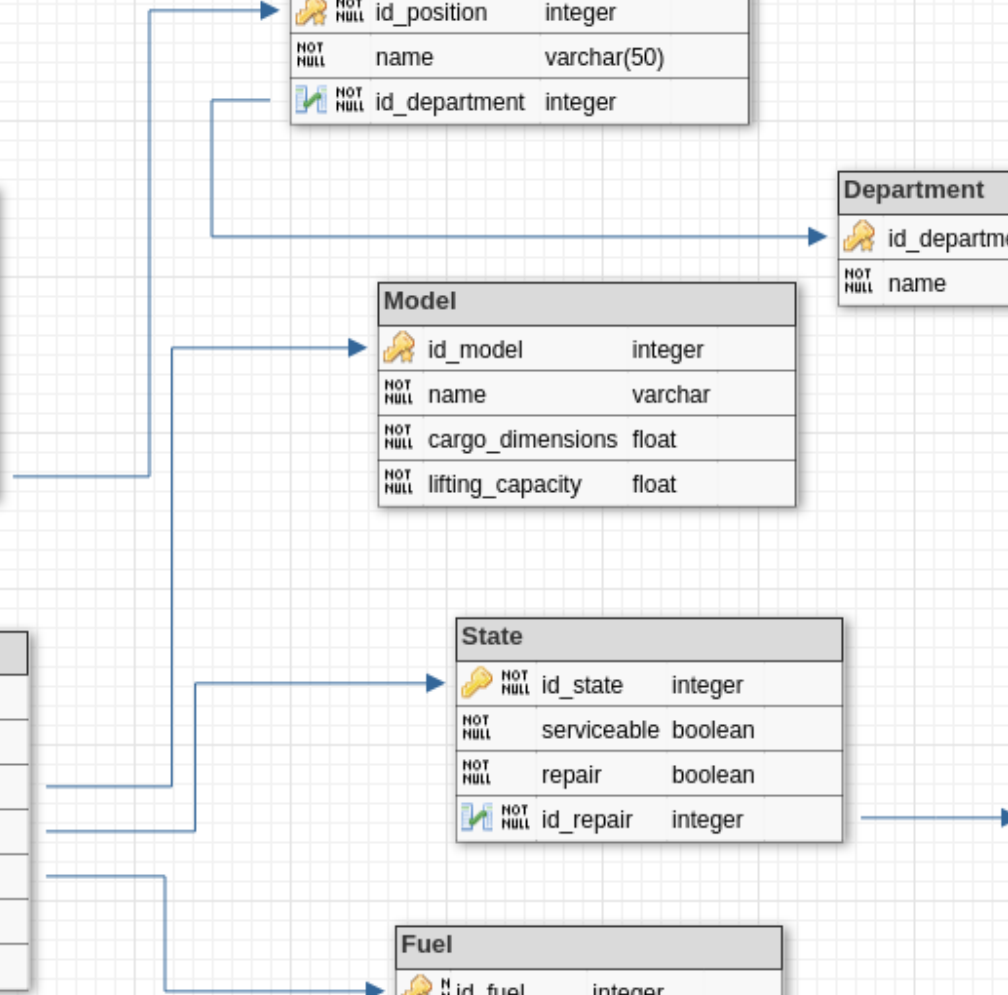 NOT NULL id_position integer
NOT NULL name varchar(50)
NOT NULL id_department integer
Department
NOT NULL name
Model
id_model integer
NOT NULL name varchar
NOT NULL cargo_dimensions float
NOT NULL lifting_capacity float
State
NOT NULL id_state integer
NOT NULL serviceable boolean
NOT NULL repair boolean
NOT NULL id_repair integer
Fuel
id_fuel integer